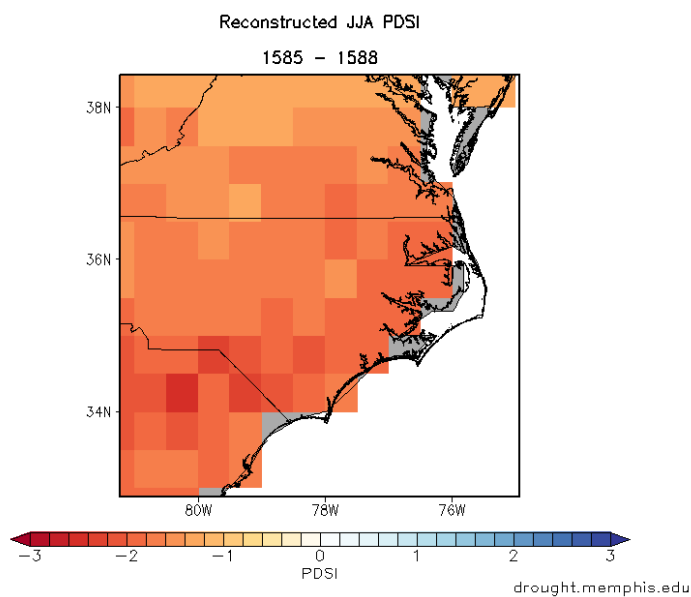 Reconstructed JJA PDSI
1585 – 1588
38N
36N
34N
80W 78W 76W
−3 −2 −1 0 1 2 3
PDSI
drought.memphis.edu